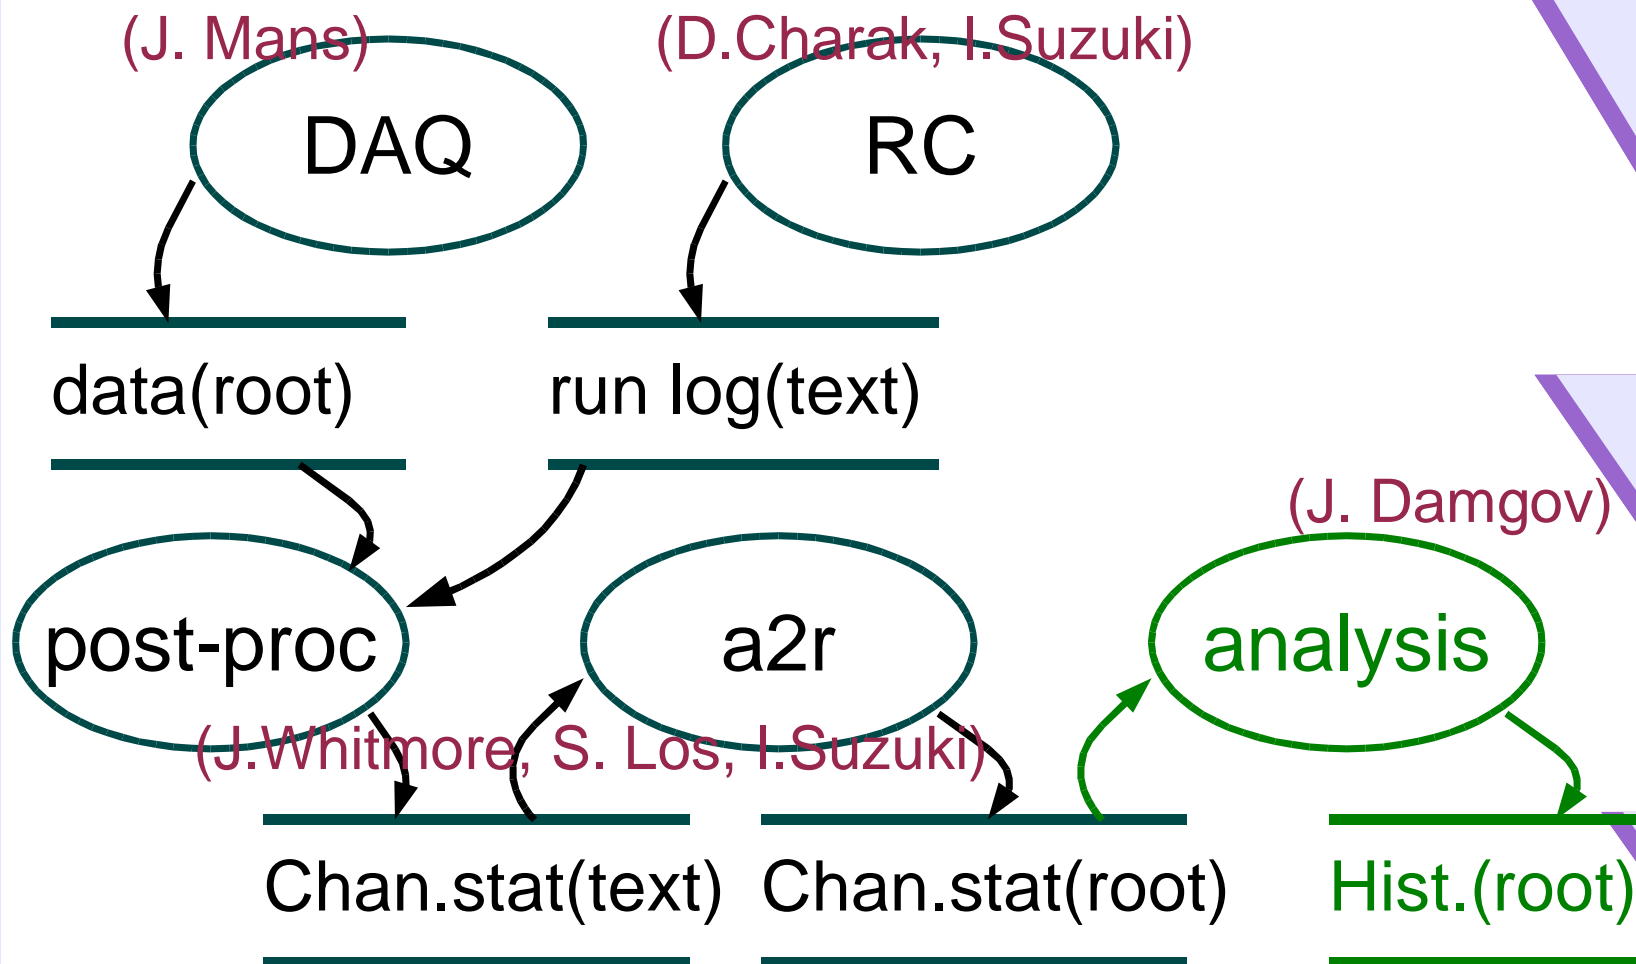 (J. Mans)
(D.Charak, I.Suzuki)
DAQ
RC
data(root)
run log(text)
(J. Damgov)
post-proc
a2r
analysis
(J.Whitmore, S. Los, I.Suzuki)
Chan.stat(text)
Chan.stat(root)
Hist.(root)